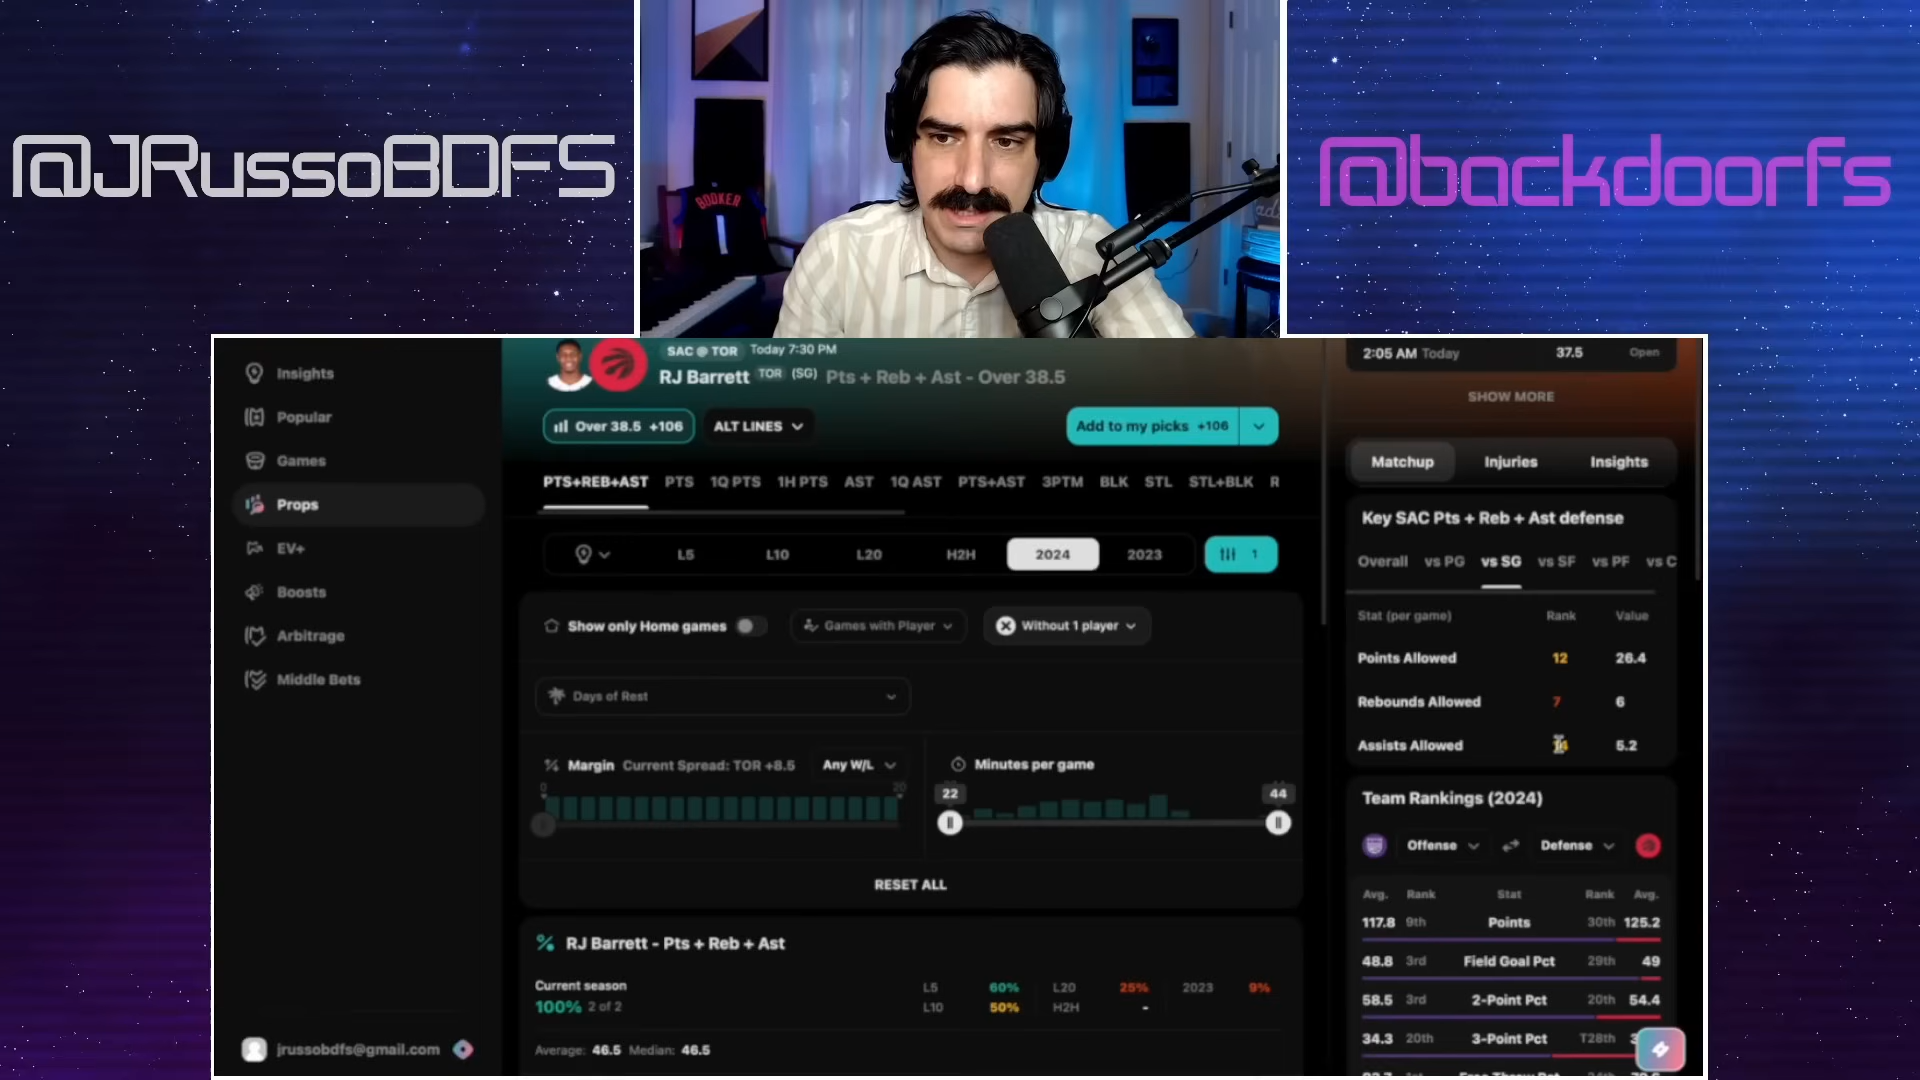 @JRussoBDFS
@backdoorfs
BOOKER
1
Insights
Popular
Games
Props
EV+
Boosts
Arbitrage
Middle Bets
jrussobdfs@gmail.com
SAC @ TOR Today 7:30 PM
RJ Barrett TOR (SG) Pts + Reb + Ast - Over 38.5
Over 38.5 +106 ALT LINES
Add to my picks +106
PTS+REB+AST PTS 1Q PTS 1H PTS AST 1Q AST PTS+AST 3PTM BLK STL STL+BLK R
L5 L10 L20 H2H 2024 2023 1
Show only Home games Games with Player Without 1 player
Days of Rest
Margin Current Spread: TOR +8.5 Any W/L
0 20
Minutes per game
22 44
RESET ALL
RJ Barrett - Pts + Reb + Ast
Current season
100% 2 of 2
L5 60% L20 25% 2023 9%
L10 50% H2H -
Average: 46.5 Median: 46.5
2:05 AM Today 37.5 Open
SHOW MORE
Matchup Injuries Insights
Key SAC Pts + Reb + Ast defense
Overall vs PG vs SG vs SF vs PF vs C
Stat (per game) Rank Value
Points Allowed 12 26.4
Rebounds Allowed 7 6
Assists Allowed 5.2
Team Rankings (2024)
Offense Defense
Avg. Rank Stat Rank Avg.
117.8 9th Points 30th 125.2
48.8 3rd Field Goal Pct 29th 49
58.5 3rd 2-Point Pct 20th 54.4
34.3 20th 3-Point Pct T28th